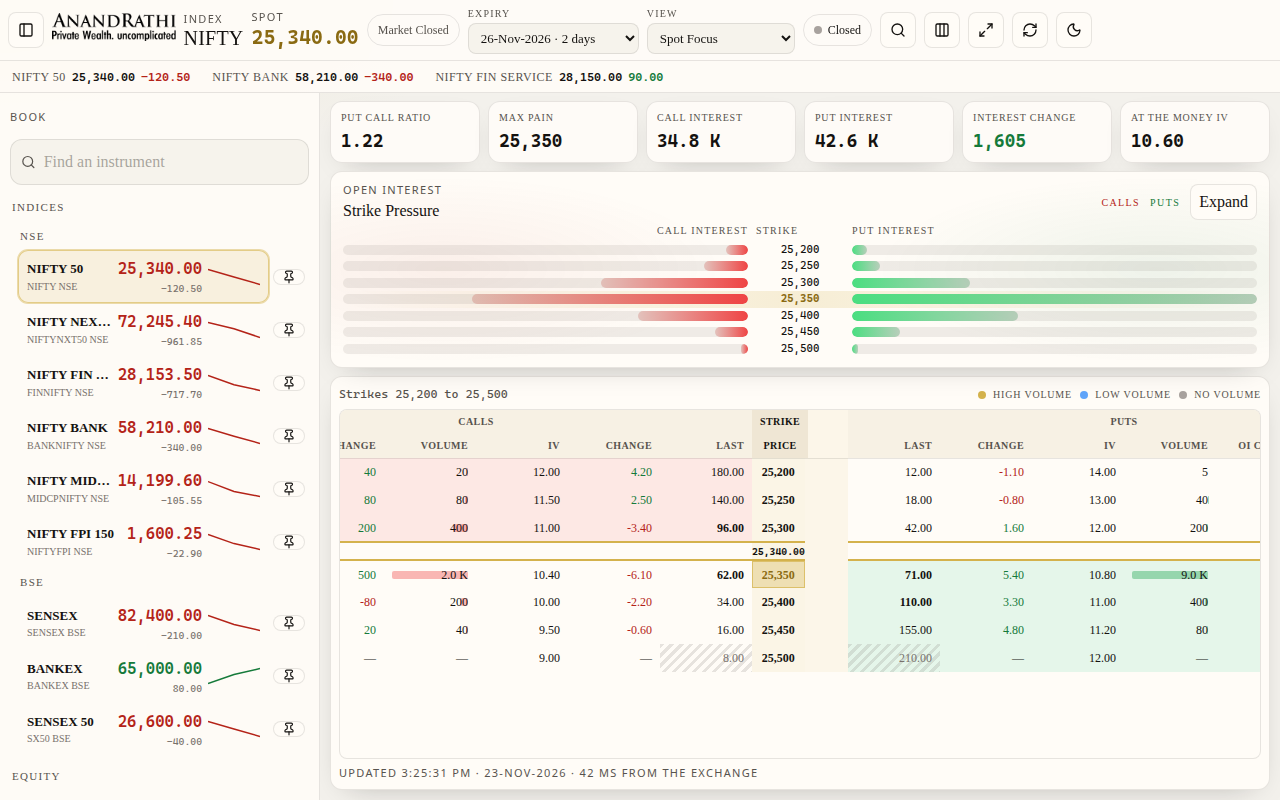 ANANDRATHI
Private Wealth. uncomplicated
INDEX
NIFTY
SPOT
25,340.00
Market Closed
EXPIRY
26-Nov-2026 · 2 days
VIEW
Spot Focus
Closed
NIFTY 50 25,340.00 −120.50 NIFTY BANK 58,210.00 −340.00 NIFTY FIN SERVICE 28,150.00 90.00
BOOK
Find an instrument
INDICES
NSE
NIFTY 50 25,340.00
NIFTY NSE −120.50
NIFTY NEX… 72,245.40
NIFTYNXT50 NSE −961.85
NIFTY FIN … 28,153.50
FINNIFTY NSE −717.70
NIFTY BANK 58,210.00
BANKNIFTY NSE −340.00
NIFTY MID… 14,199.60
MIDCPNIFTY NSE −105.55
NIFTY FPI 150 1,600.25
NIFTYFPI NSE −22.90
BSE
SENSEX 82,400.00
SENSEX BSE −210.00
BANKEX 65,000.00
BANKEX BSE 80.00
SENSEX 50 26,600.00
SX50 BSE −40.00
EQUITY
PUT CALL RATIO
1.22
MAX PAIN
25,350
CALL INTEREST
34.8 K
PUT INTEREST
42.6 K
INTEREST CHANGE
1,605
AT THE MONEY IV
10.60
OPEN INTEREST
Strike Pressure
CALLS PUTS Expand
CALL INTEREST STRIKE PUT INTEREST
25,200
25,250
25,300
25,350
25,400
25,450
25,500
Strikes 25,200 to 25,500 HIGH VOLUME LOW VOLUME NO VOLUME
CALLS STRIKE PUTS
HANGE VOLUME IV CHANGE LAST PRICE LAST CHANGE IV VOLUME OI C
40 20 12.00 4.20 180.00 25,200 12.00 -1.10 14.00 5
80 80 11.50 2.50 140.00 25,250 18.00 -0.80 13.00 40
200 400 11.00 -3.40 96.00 25,300 42.00 1.60 12.00 200
25,340.00
500 2.0 K 10.40 -6.10 62.00 25,350 71.00 5.40 10.80 9.0 K
-80 200 10.00 -2.20 34.00 25,400 110.00 3.30 11.00 400
20 40 9.50 -0.60 16.00 25,450 155.00 4.80 11.20 80
— — 9.00 — 8.00 25,500 210.00 — 12.00 —
UPDATED 3:25:31 PM · 23-NOV-2026 · 42 MS FROM THE EXCHANGE